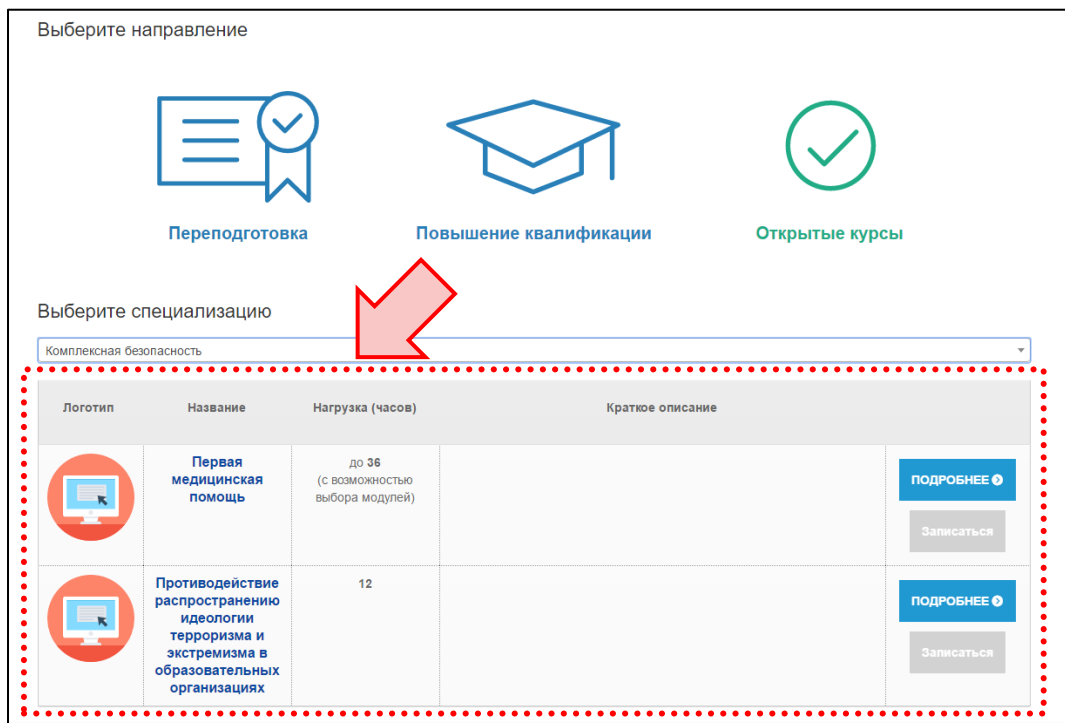 Выберите направление
Переподготовка
Повышение квалификации
Открытые курсы
Выберите специализацию
Комплексная безопасность
Логотип
Название
Нагрузка (часов)
Краткое описание
Первая
медицинская
помощь
до 36
(с возможностью
выбора модулей)
ПОДРОБНЕЕ
Записаться
Противодействие
распространению
идеологии
терроризма и
экстремизма в
образовательных
организациях
12
ПОДРОБНЕЕ
Записаться